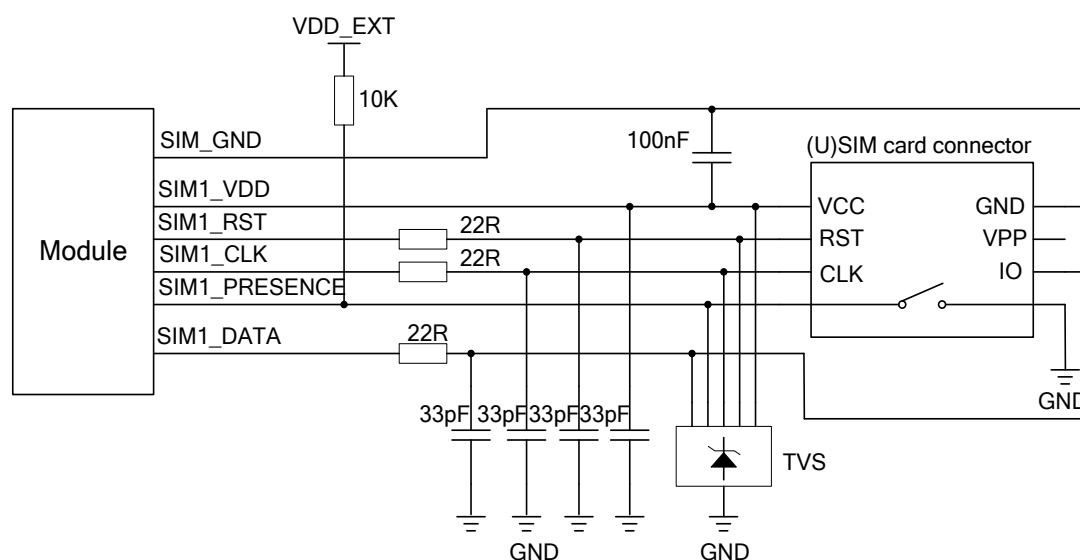 VDD_EXT
10K
Module
SIM_GND
SIM1_VDD
SIM1_RST
SIM1_CLK
SIM1_PRESENCE
SIM1_DATA
22R
22R
22R
100nF
(U)SIM card connector
VCC
RST
CLK
GND
VPP
IO
GND
33pF 33pF 33pF 33pF
TVS
GND
GND